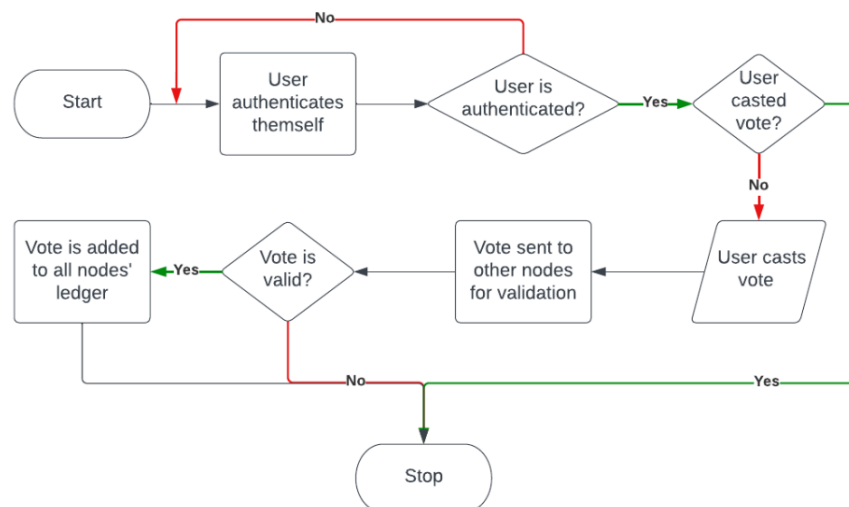 No
Start
User
authenticates
themself
User is
authenticated?
Yes
User
casted
vote?
No
Vote is added
to all nodes'
ledger
Yes
Vote is
valid?
Vote sent to
other nodes
for validation
User casts
vote
No
Yes
Stop